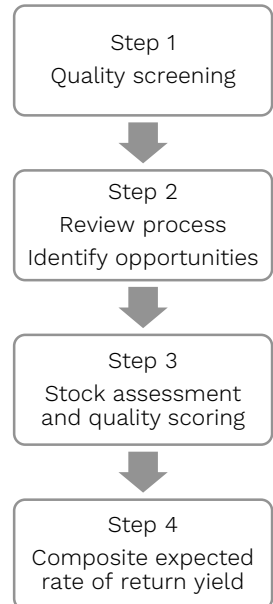 Step 1
Quality screening
Step 2
Review process
Identify opportunities
Step 3
Stock assessment
and quality scoring
Step 4
Composite expected
rate of return yield